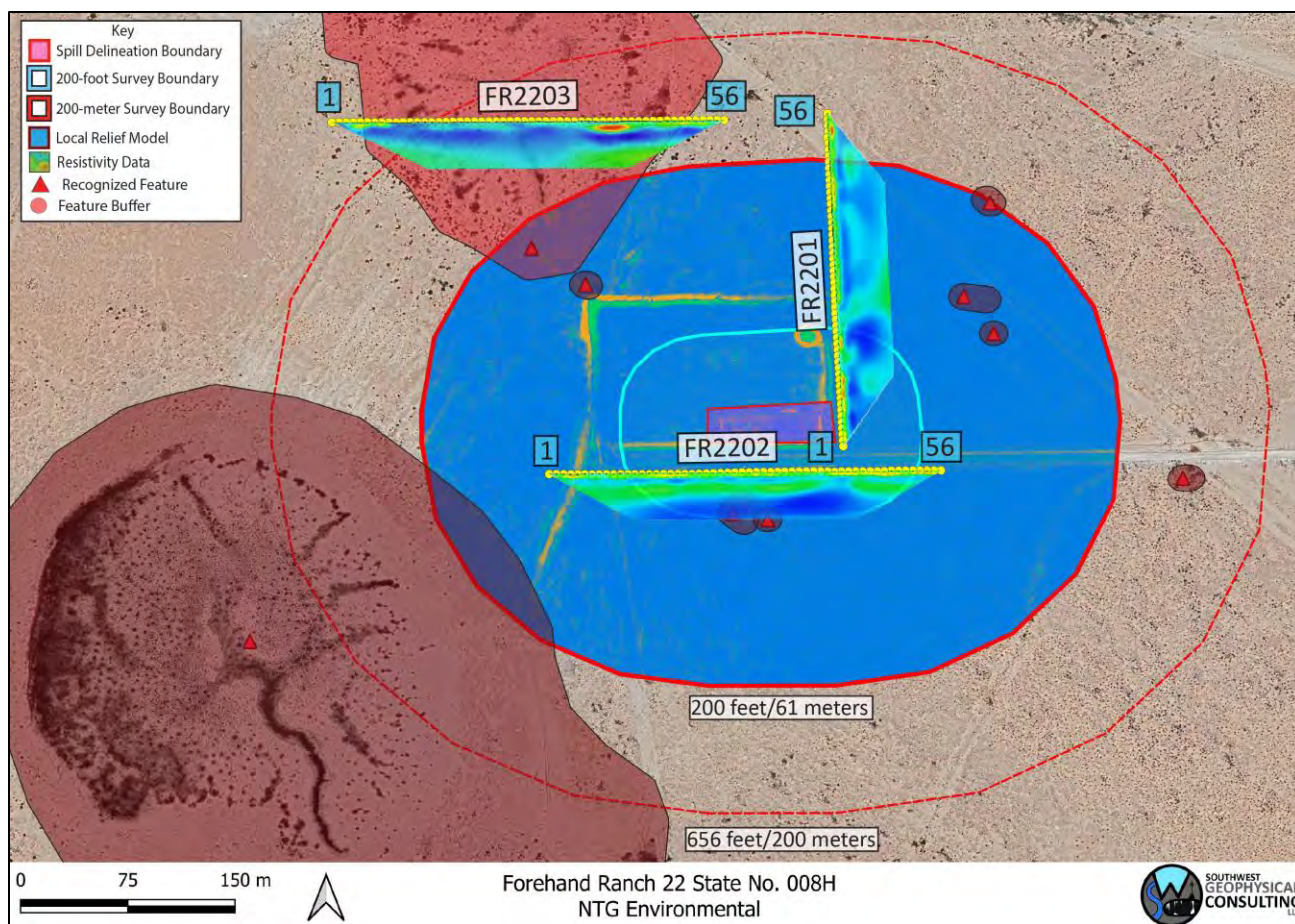 Key
Spill Delineation Boundary
200-foot Survey Boundary
200-meter Survey Boundary
Local Relief Model
Resistivity Data
Recognized Feature
Feature Buffer
1
FR2203
56
56
FR2201
1
FR2202
1
56
200 feet/61 meters
656 feet/200 meters
0 75 150 m
Forehand Ranch 22 State No. 008H
NTG Environmental
SOUTHWEST
GEOPHYSICAL
CONSULTING